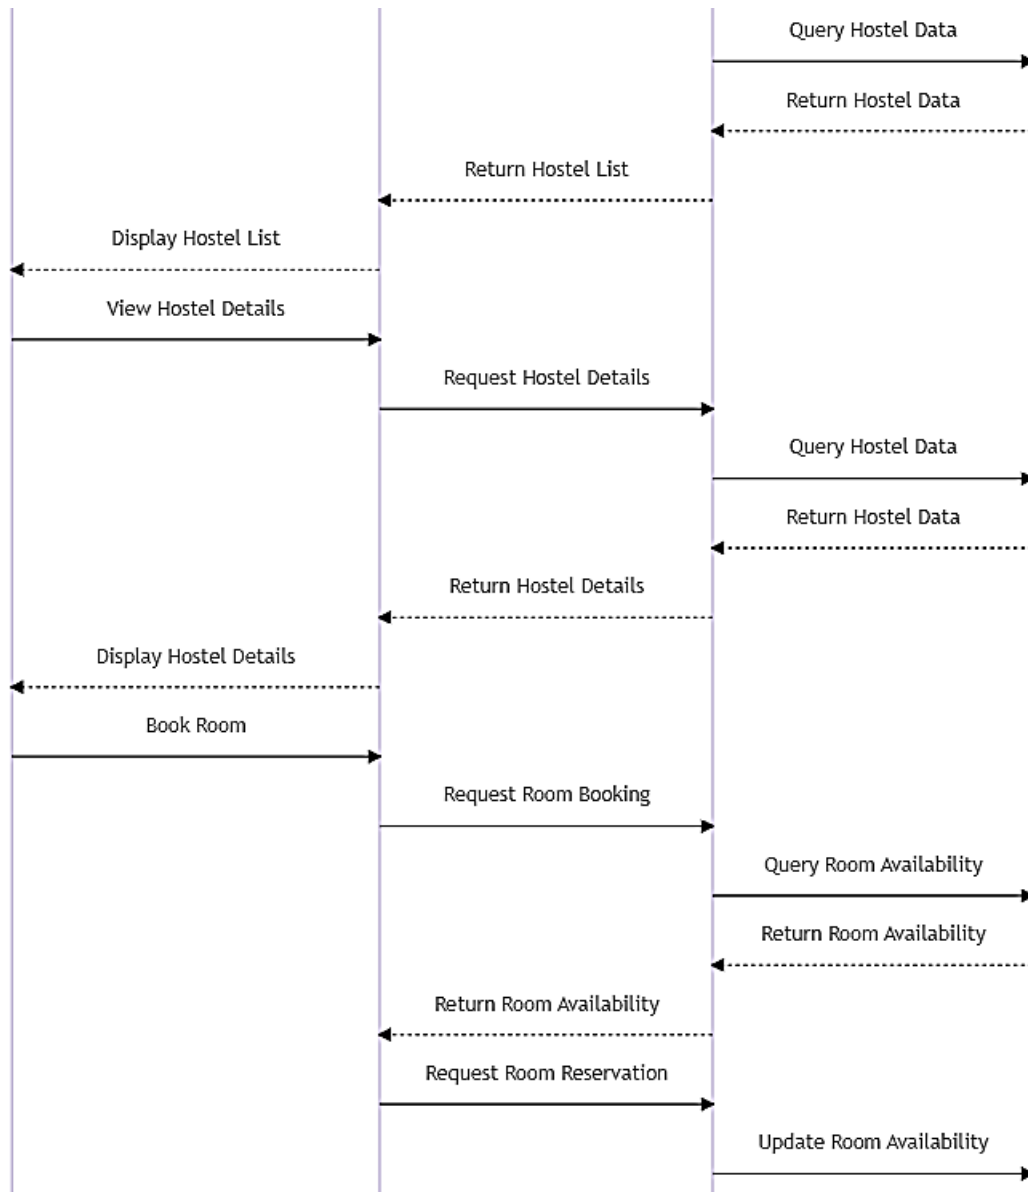 Query Hostel Data
Return Hostel Data
Return Hostel List
Display Hostel List
View Hostel Details
Request Hostel Details
Query Hostel Data
Return Hostel Data
Return Hostel Details
Display Hostel Details
Book Room
Request Room Booking
Query Room Availability
Return Room Availability
Return Room Availability
Request Room Reservation
Update Room Availability